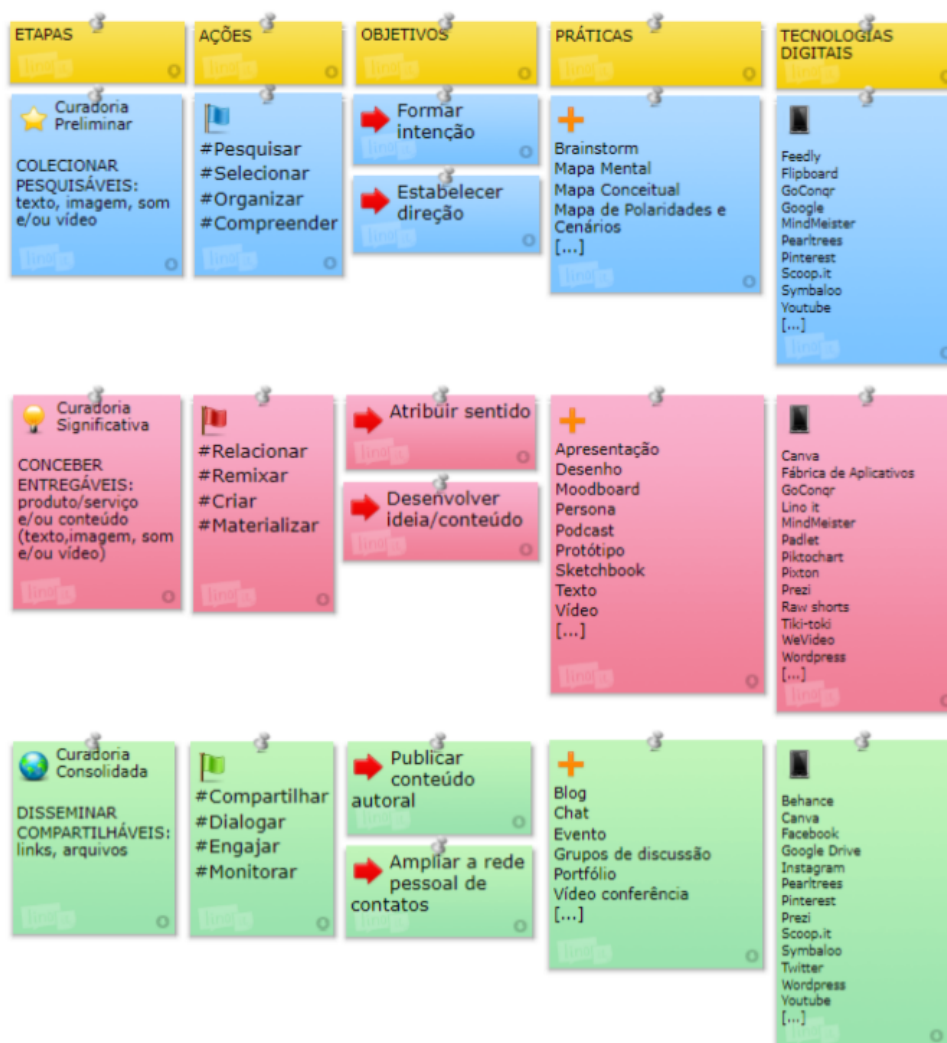 ETAPAS
AÇÕES
OBJETIVOS
PRÁTICAS
TECNOLOGIAS
DIGITAIS
Curadoria
Preliminar
COLECIONAR
PESQUISÁVEIS:
texto, imagem, som
e/ou vídeo
#Pesquisar
#Selecionar
#Organizar
#Compreender
Formar
intenção
Estabelecer
direção
Brainstorm
Mapa Mental
Mapa Conceitual
Mapa de Polaridades e
Cenários
[...]
Feedly
Flipboard
GoConqr
Google
MindMeister
Pearltrees
Pinterest
Scoop.it
Symbaloo
Youtube
[...]
Curadoria
Significativa
CONCEBER
ENTREGÁVEIS:
produto/serviço
e/ou conteúdo
(texto,imagem, som
e/ou vídeo)
#Relacionar
#Remixar
#Criar
#Materializar
Atribuir sentido
Desenvolver
ideia/conteúdo
Apresentação
Desenho
Moodboard
Persona
Podcast
Protótipo
Sketchbook
Texto
Vídeo
[...]
Canva
Fábrica de Aplicativos
GoConqr
Lino it
MindMeister
Padlet
Piktochart
Pixton
Prezi
Raw shorts
Tiki-toki
WeVideo
Wordpress
[...]
Curadoria
Consolidada
DISSEMINAR
COMPARTILHÁVEIS:
links, arquivos
#Compartilhar
#Dialogar
#Engajar
#Monitorar
Publicar
conteúdo
autoral
Ampliar a rede
pessoal de
contatos
Blog
Chat
Evento
Grupos de discussão
Portfólio
Vídeo conferência
[...]
Behance
Canva
Facebook
Google Drive
Instagram
Pearltrees
Pinterest
Prezi
Scoop.it
Symbaloo
Twitter
Wordpress
Youtube
[...]